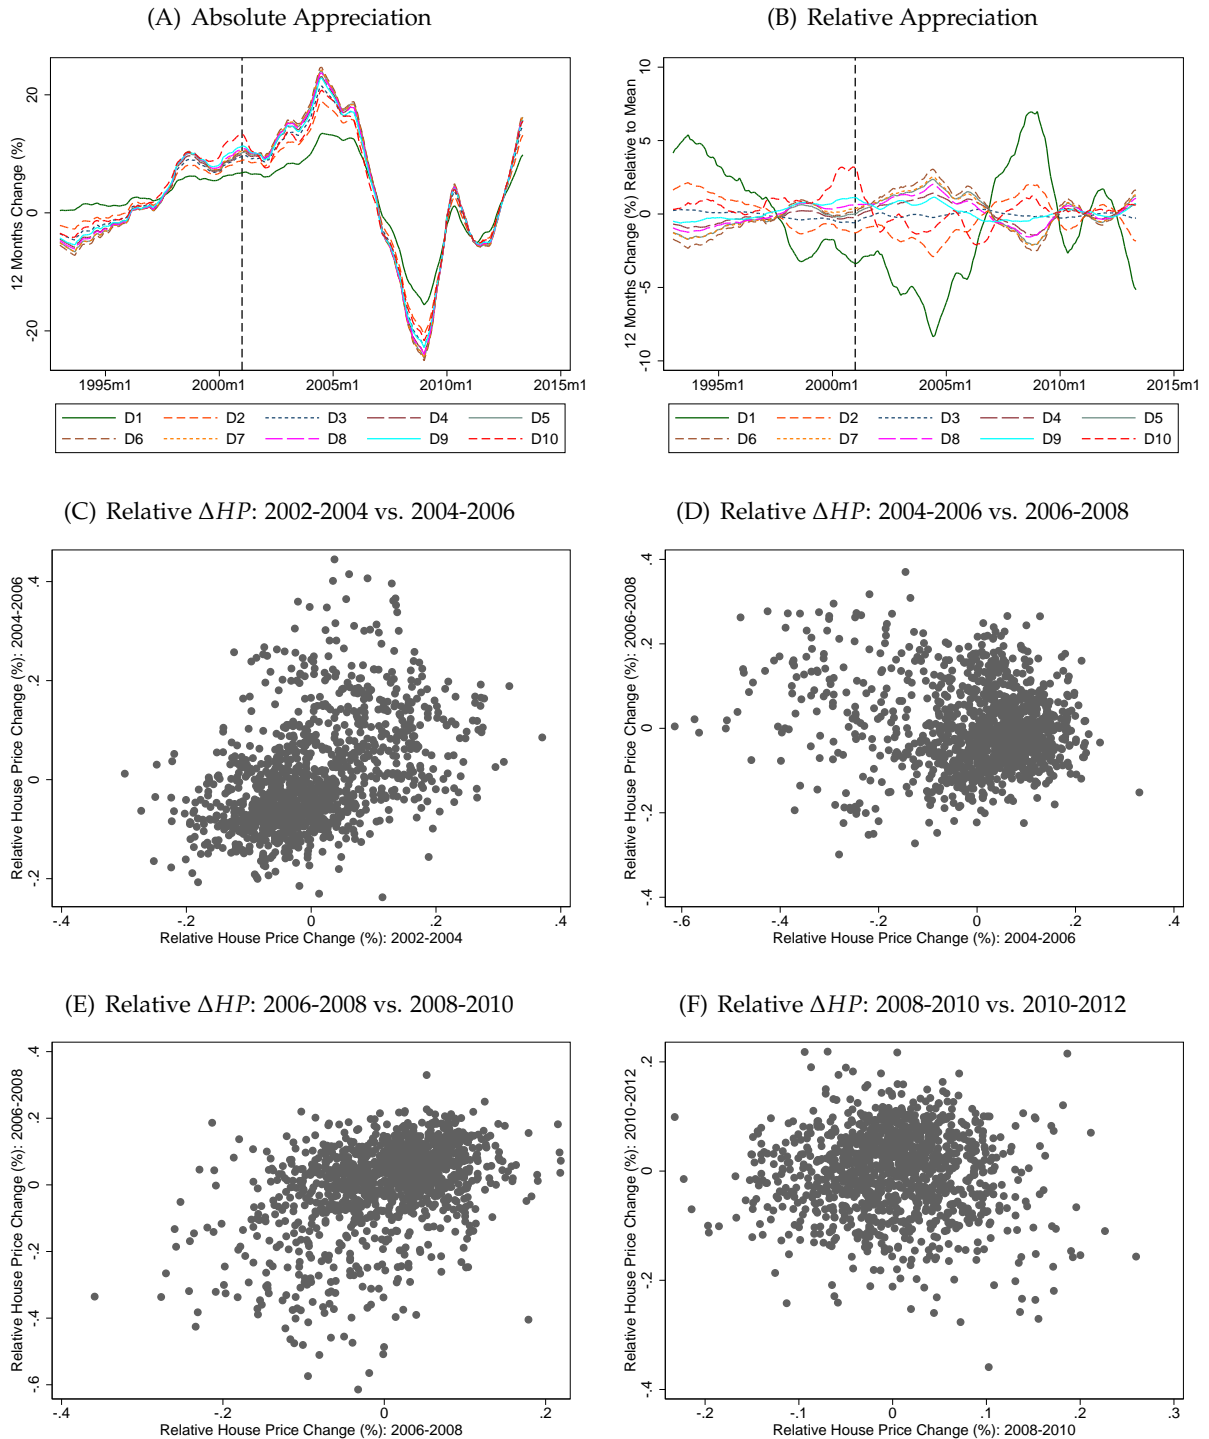 (A) Absolute Appreciation
12 Months Change (%)
20
0
-20
1995m1 2000m1 2005m1 2010m1 2015m1
D1 D2 D3 D4 D5
D6 D7 D8 D9 D10
(B) Relative Appreciation
12 Months Change (%) Relative to Mean
10
5
0
-5
-10
1995m1 2000m1 2005m1 2010m1 2015m1
D1 D2 D3 D4 D5
D6 D7 D8 D9 D10
(C) Relative ΔHP: 2002-2004 vs. 2004-2006
Relative House Price Change (%): 2004-2006
.4
.2
0
-.2
-.4 -.2 0 .2 .4
Relative House Price Change (%): 2002-2004
(D) Relative ΔHP: 2004-2006 vs. 2006-2008
Relative House Price Change (%): 2006-2008
.4
.2
0
-.2
-.4
-.6 -.4 -.2 0 .2 .4
Relative House Price Change (%): 2004-2006
(E) Relative ΔHP: 2006-2008 vs. 2008-2010
Relative House Price Change (%): 2006-2008
.4
.2
0
-.2
-.4
-.6
-.4 -.2 0 .2
Relative House Price Change (%): 2006-2008
(F) Relative ΔHP: 2008-2010 vs. 2010-2012
Relative House Price Change (%): 2010-2012
.2
0
-.2
-.4
-.2 -.1 0 .1 .2 .3
Relative House Price Change (%): 2008-2010